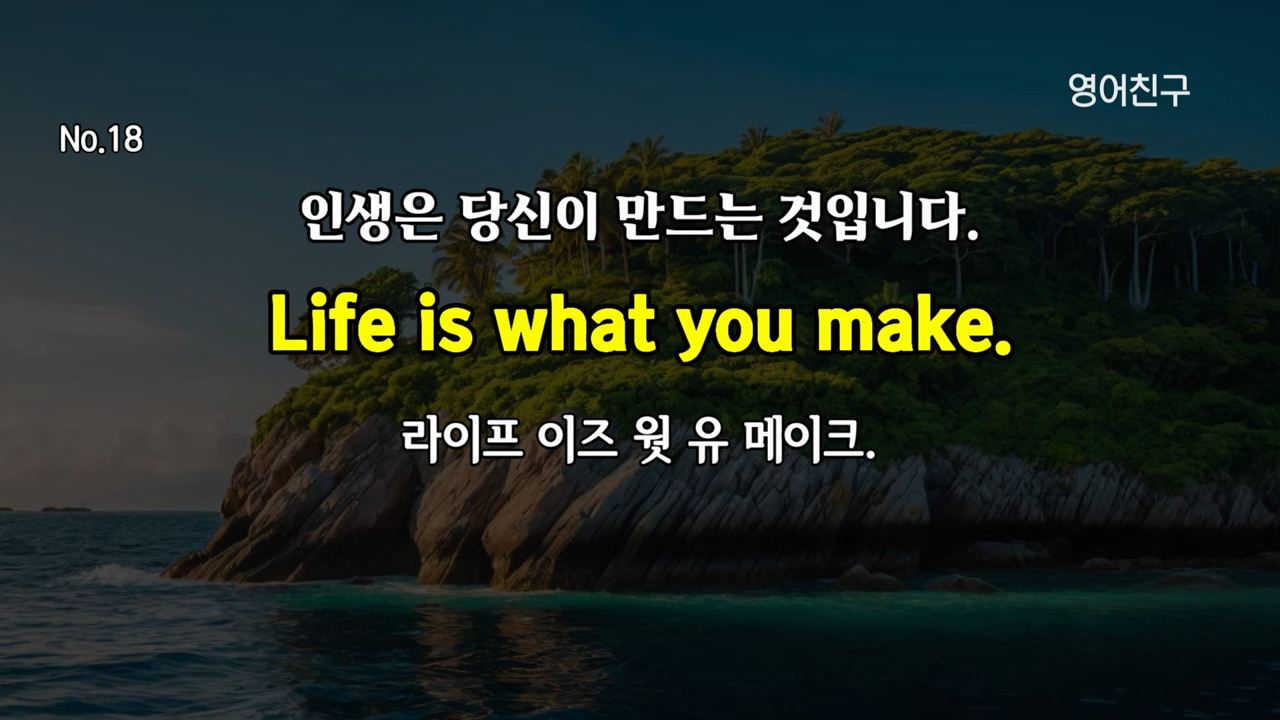 영어친구
No.18
인생은 당신이 만드는 것입니다.
Life is what you make.
라이프 이즈 웟 유 메이크.